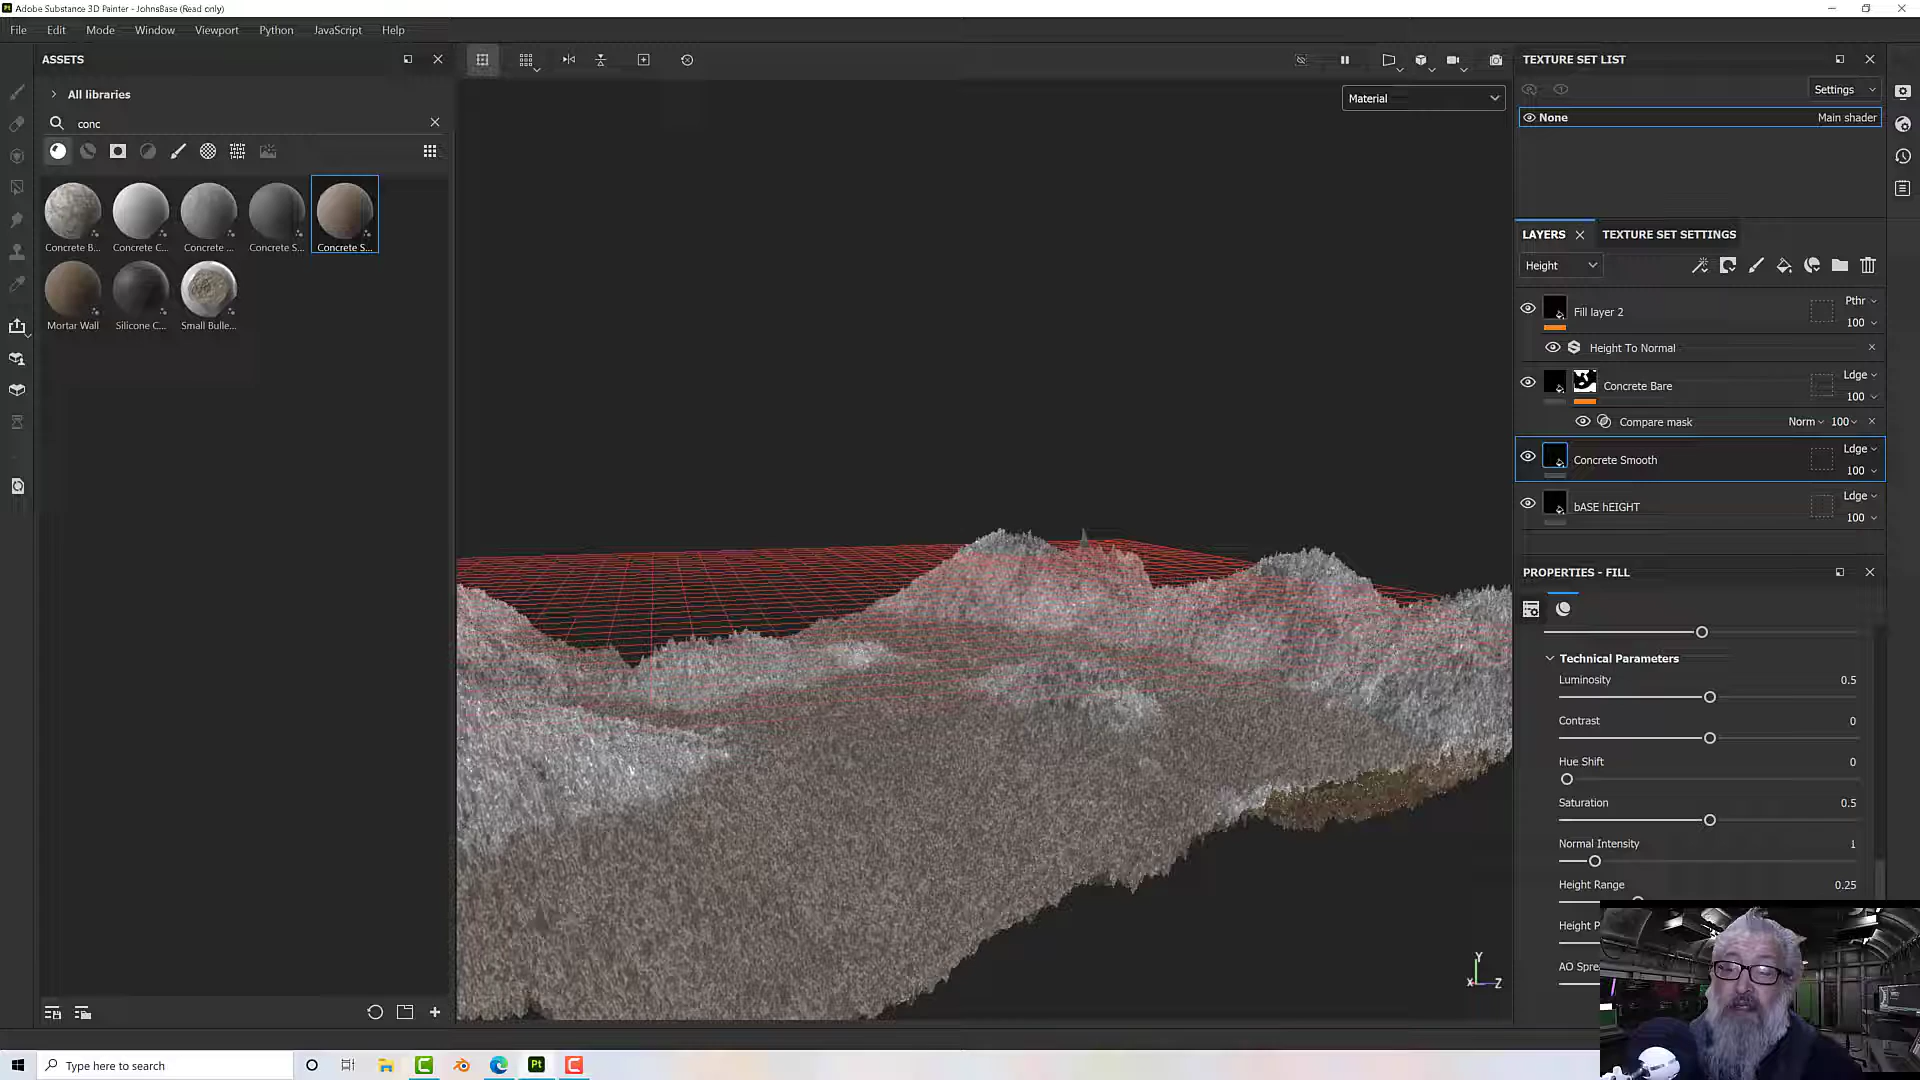 Adobe Substance 3D Painter - JohnsBase (Read only)
File Edit Mode Window Viewport Python JavaScript Help
ASSETS
All libraries
conc
Concrete B... Concrete C... Concrete ... Concrete S... Concrete S...
Mortar Wall Silicone C... Small Bulle...
Material
TEXTURE SET LIST
Settings
None Main shader
LAYERS TEXTURE SET SETTINGS
Height
Fill layer 2 Pthr
100
Height To Normal
Concrete Bare Ldge
100
Compare mask Norm 100
Concrete Smooth Ldge
100
bASE hEIGHT Ldge
100
PROPERTIES - FILL
Technical Parameters
Luminosity 0.5
Contrast 0
Hue Shift 0
Saturation 0.5
Normal Intensity 1
Height Range 0.25
Height P
AO Spre
Y
X Z
Type here to search
Pt